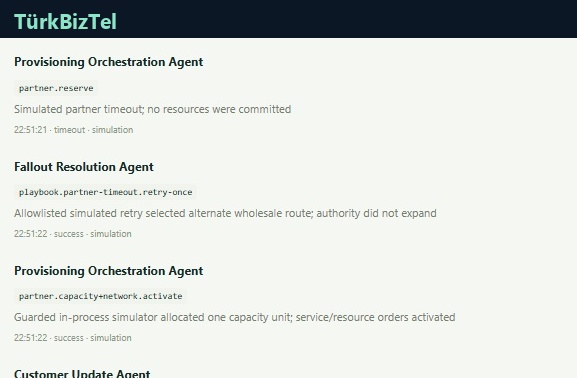 TürkBizTel
Provisioning Orchestration Agent
partner.reserve
Simulated partner timeout; no resources were committed
22:51:21 · timeout · simulation
Fallout Resolution Agent
playbook.partner-timeout.retry-once
Allowlisted simulated retry selected alternate wholesale route; authority did not expand
22:51:22 · success · simulation
Provisioning Orchestration Agent
partner.capacity+network.activate
Guarded in-process simulator allocated one capacity unit; service/resource orders activated
22:51:22 · success · simulation
Customer Update Agent